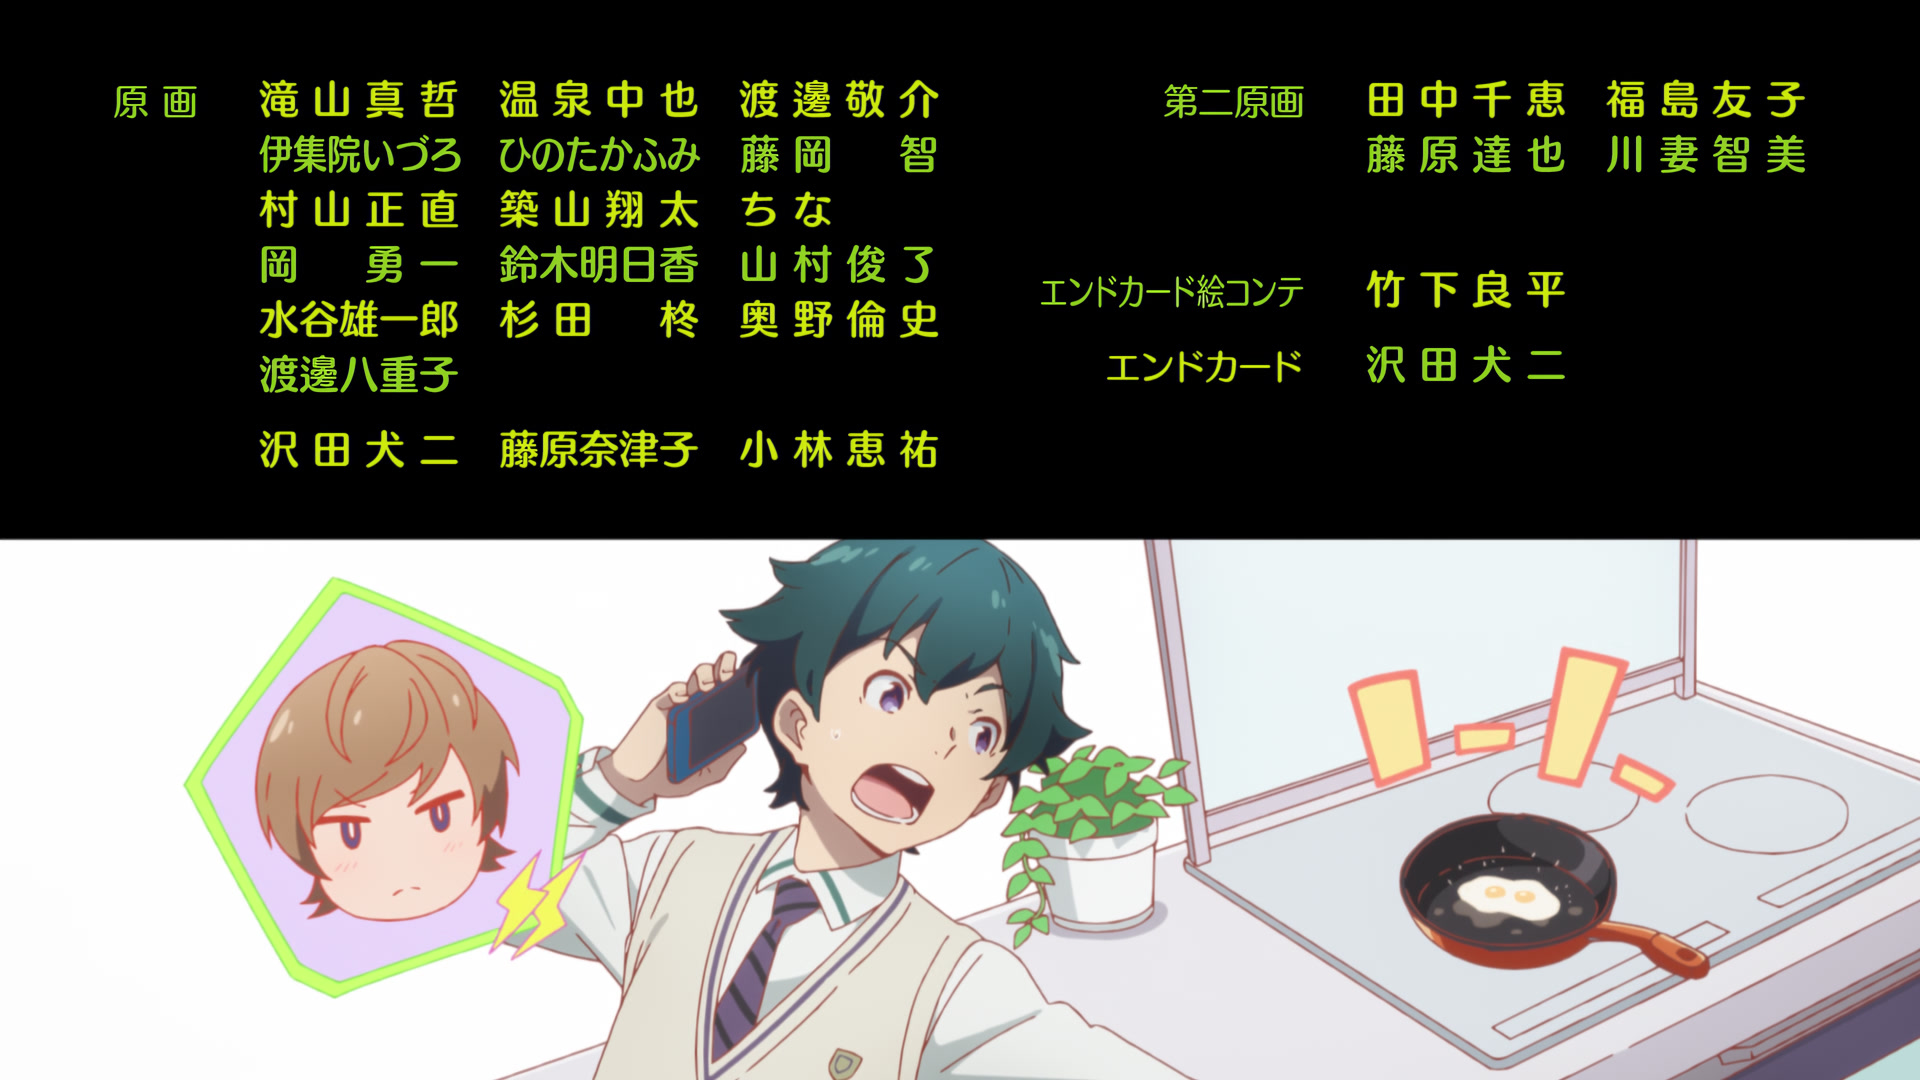 原画 滝山真哲 温泉中也 渡邊敬介
伊集院いづろ ひのたかふみ 藤岡 智
村山正直 築山翔太 ちな
岡 勇一 鈴木明日香 山村俊了
水谷雄一郎 杉田 柊 奥野倫史
渡邊八重子
沢田犬二 藤原奈津子 小林恵祐
第二原画 田中千恵 福島友子
藤原達也 川妻智美
エンドカード絵コンテ 竹下良平
エンドカード 沢田犬二